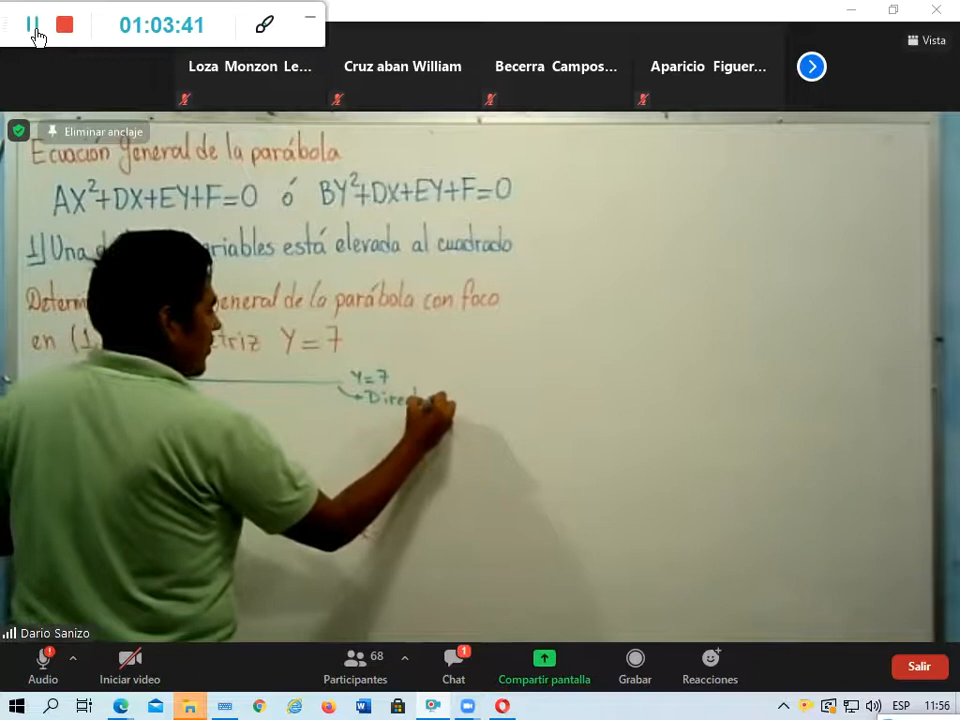 01:03:41
Vista
Loza Monzon Le...
Cruz aban William
Becerra Campos...
Aparicio Figuer...
Eliminar anclaje
Ecuación general de la parábola
AX²+DX+EY+F=0 ó BY²+DX+EY+F=0
1) Una variables está elevada al cuadrado
general de la parábola con foco
en (1 Y=7
Y=7
Dario Sanizo
Audio
Iniciar video
68
Participantes
1
Chat
Compartir pantalla
Grabar
Reacciones
Salir
ESP
11:56